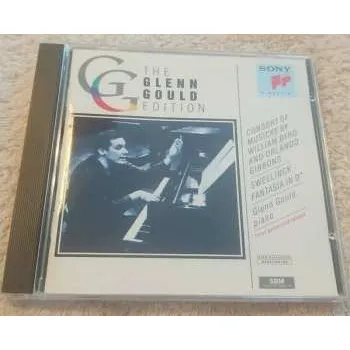 THE
GLENN
GOULD
EDITION
SONY
CONSORT OF
MUSICKE BY
WILLIAM BYRD
AND ORLANDO
GIBBONS
SWEELINCK:
FANTASIA IN D*
Glenn Gould,
piano
SBM